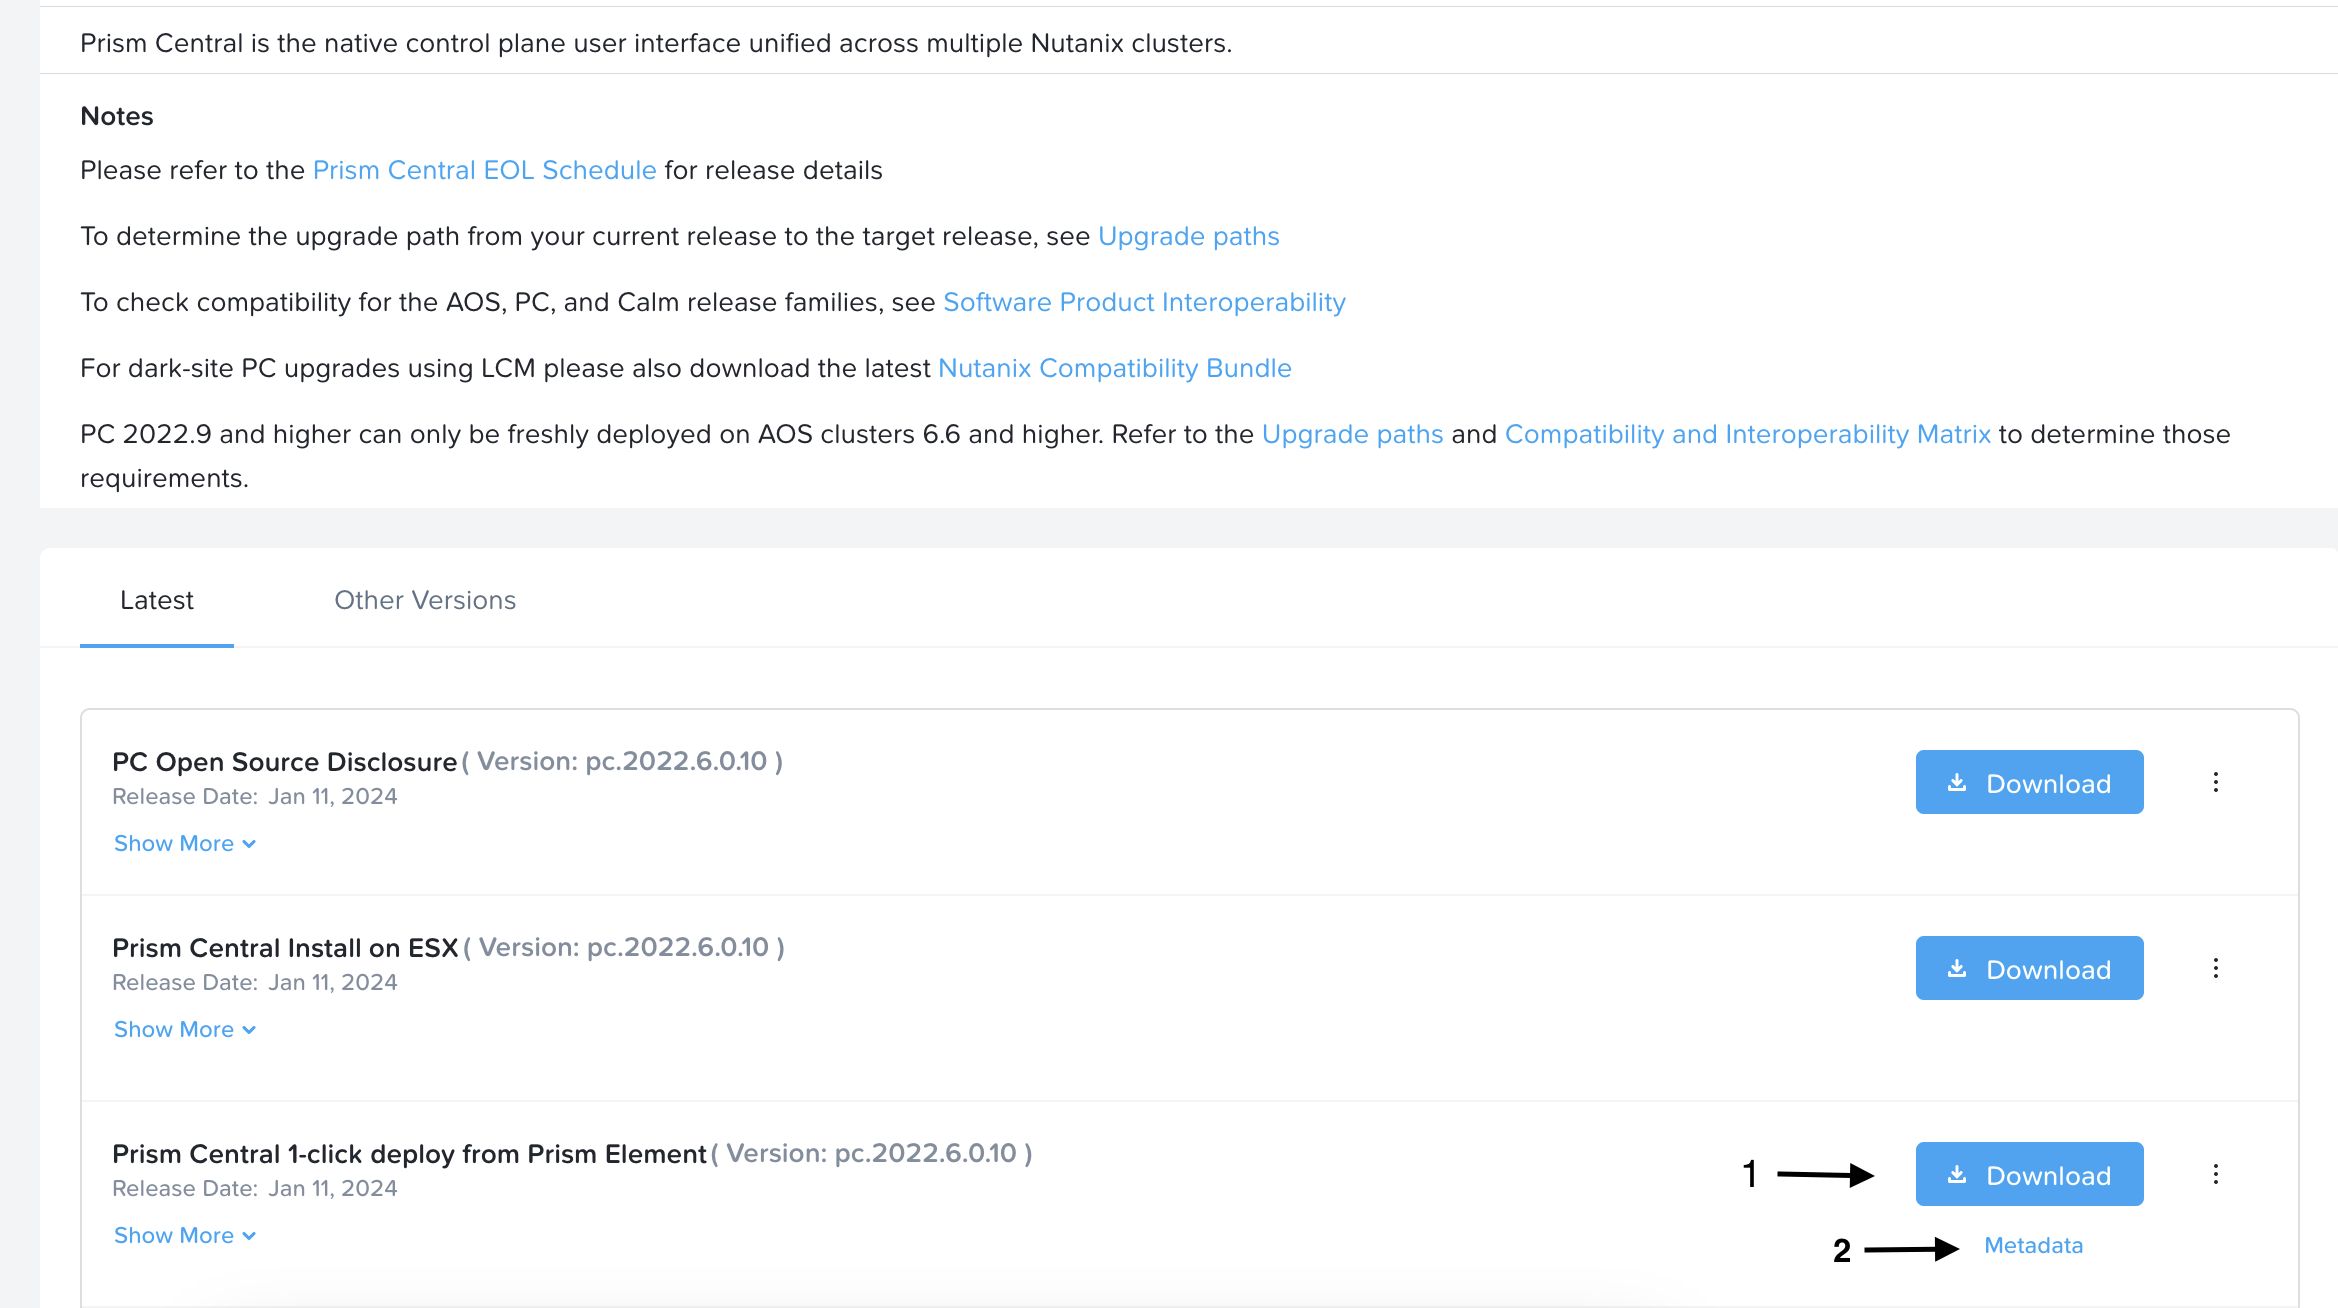 Prism Central is the native control plane user interface unified across multiple Nutanix clusters.
Notes
Please refer to the Prism Central EOL Schedule for release details
To determine the upgrade path from your current release to the target release, see Upgrade paths
To check compatibility for the AOS, PC, and Calm release families, see Software Product Interoperability
For dark-site PC upgrades using LCM please also download the latest Nutanix Compatibility Bundle
PC 2022.9 and higher can only be freshly deployed on AOS clusters 6.6 and higher. Refer to the Upgrade paths and Compatibility and Interoperability Matrix to determine those
requirements.
Latest Other Versions
PC Open Source Disclosure ( Version: pc.2022.6.0.10 )
Release Date: Jan 11, 2024
Download
Show More
Prism Central Install on ESX ( Version: pc.2022.6.0.10 )
Release Date: Jan 11, 2024
Download
Show More
Prism Central 1-click deploy from Prism Element ( Version: pc.2022.6.0.10 )
Release Date: Jan 11, 2024
1 Download
Show More
2 Metadata